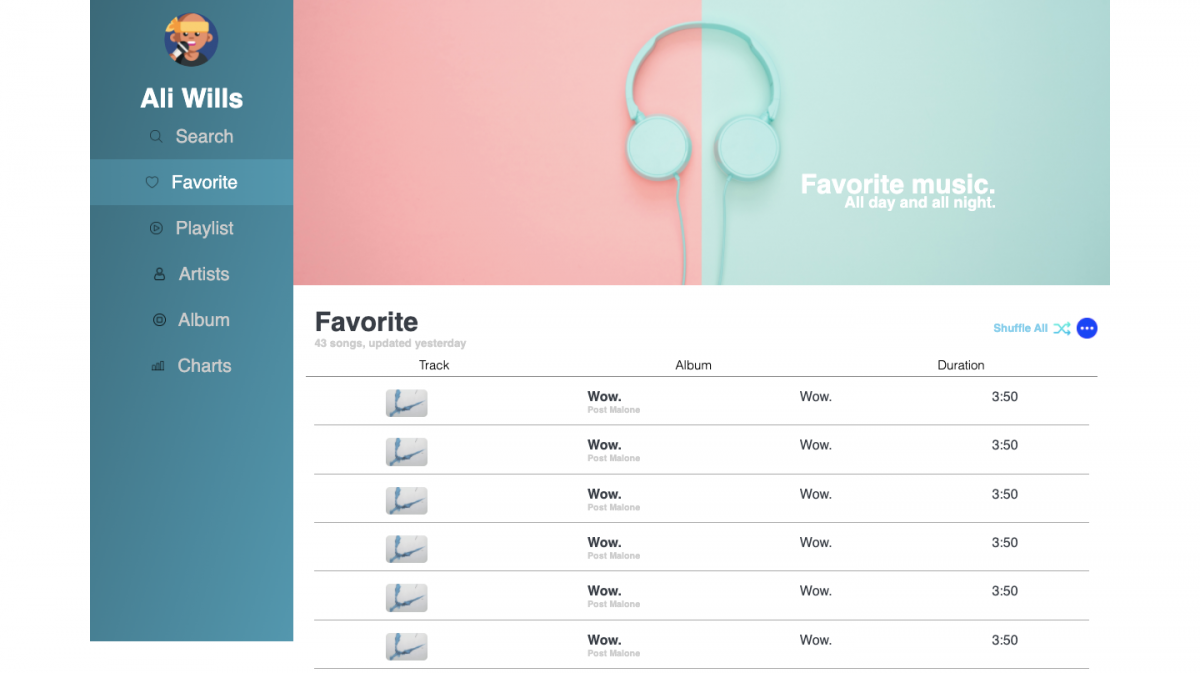 Ali Wills
Search
Favorite
Playlist
Artists
Album
Charts
Favorite music.
All day and all night.
Favorite
43 songs, updated yesterday
Shuffle All
Track Album Duration
Wow. Wow. 3:50
Post Malone
Wow. Wow. 3:50
Post Malone
Wow. Wow. 3:50
Post Malone
Wow. Wow. 3:50
Post Malone
Wow. Wow. 3:50
Post Malone
Wow. Wow. 3:50
Post Malone